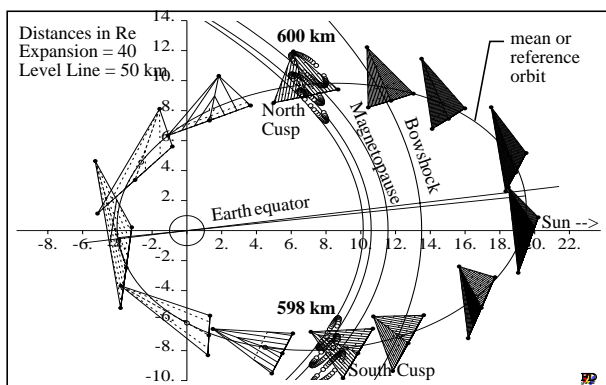 Distances in Re
Expansion = 40
Level Line = 50 km
600 km
mean or
reference
orbit
North
Cusp
Magnetopause
Bowshock
Earth equator
Sun -->
598 km
South Cusp
14.
12.
10.
8.
6.
4.
2.
0.
-2.
-4.
-6.
-8.
-10.
-8. -6. -4. -2. 0. 2. 4. 6. 8. 10. 12. 14. 16. 18. 20. 22.